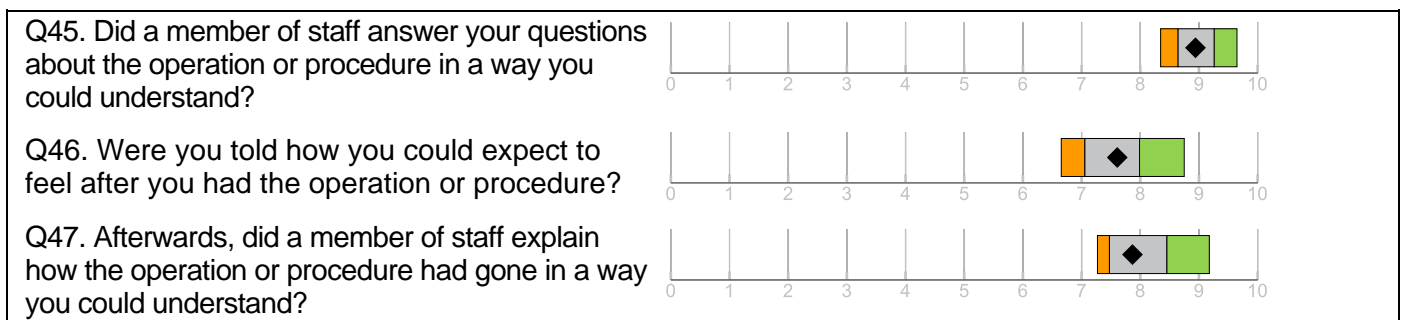 Q45. Did a member of staff answer your questions
about the operation or procedure in a way you
could understand?
0 1 2 3 4 5 6 7 8 9 10
Q46. Were you told how you could expect to
feel after you had the operation or procedure?
0 1 2 3 4 5 6 7 8 9 10
Q47. Afterwards, did a member of staff explain
how the operation or procedure had gone in a way
you could understand?
0 1 2 3 4 5 6 7 8 9 10